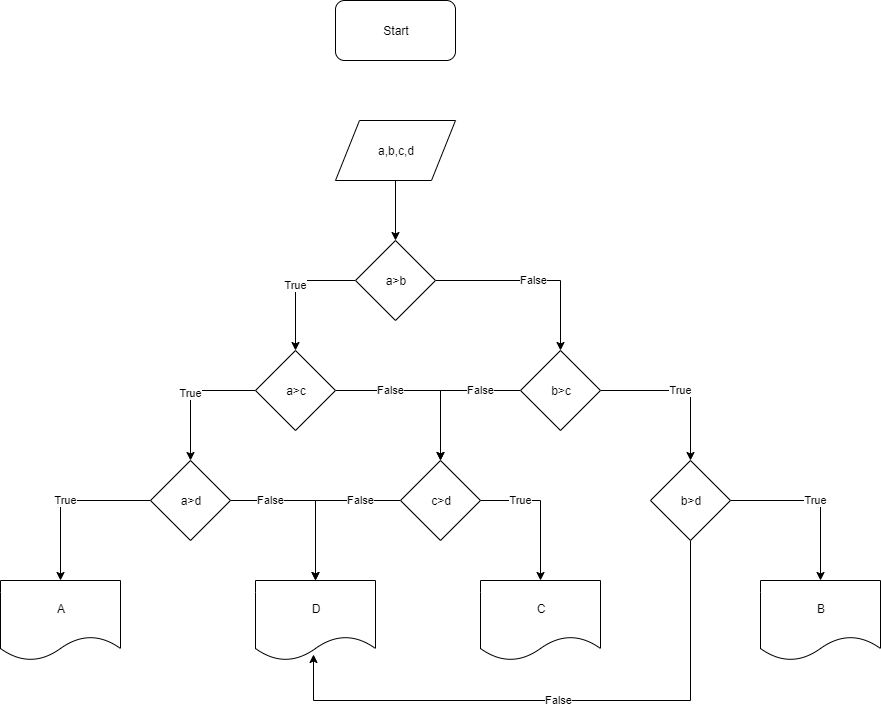 Start
a,b,c,d
a>b
True
False
a>c
b>c
True
False
False
True
a>d
c>d
b>d
True
False
False
True
True
A
D
C
B
False